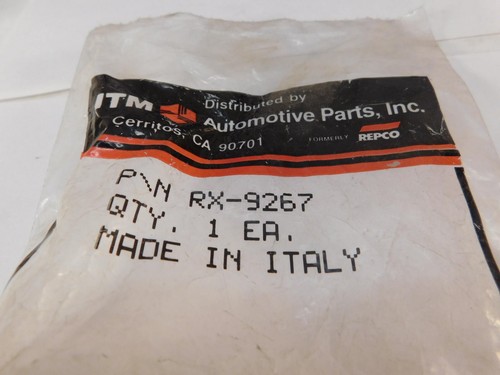 ITM Distributed by
Automotive Parts, Inc.
Cerritos, CA 90701
FORMERLY REPCO
P\N RX-9267
QTY. 1 EA.
MADE IN ITALY